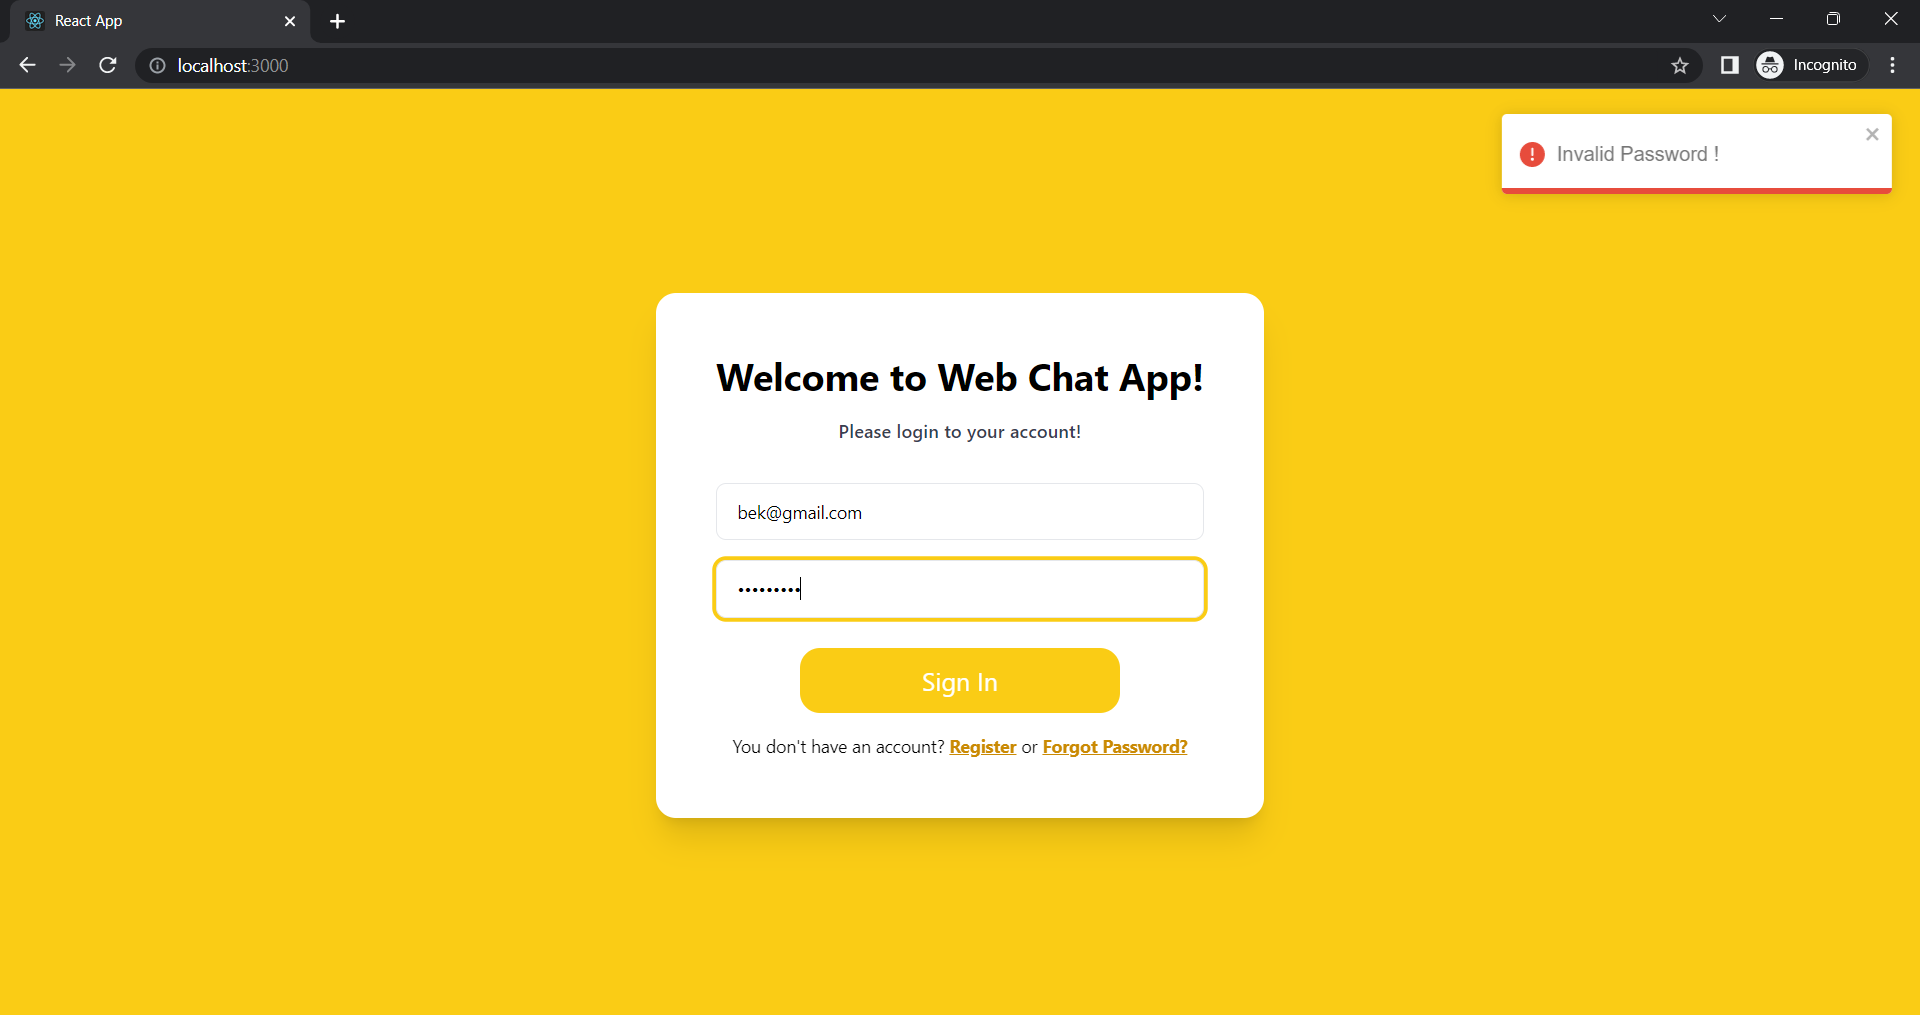 React App
localhost:3000
Incognito
Invalid Password !
Welcome to Web Chat App!
Please login to your account!
bek@gmail.com
•••••••••
Sign In
You don't have an account? Register or Forgot Password?